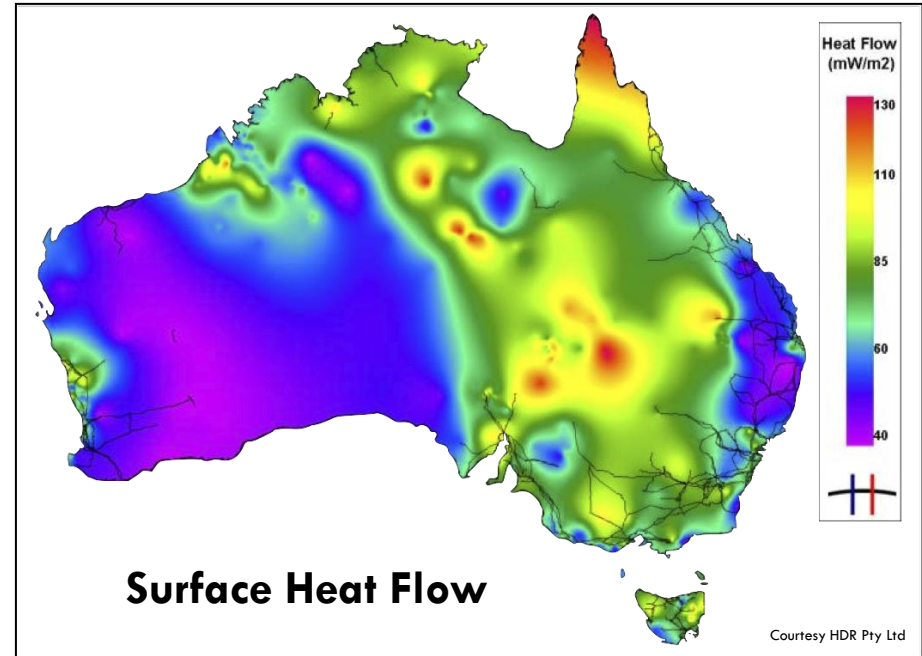 Heat Flow
(mW/m2)
130
110
85
60
40
Surface Heat Flow
Courtesy HDR Pty Ltd